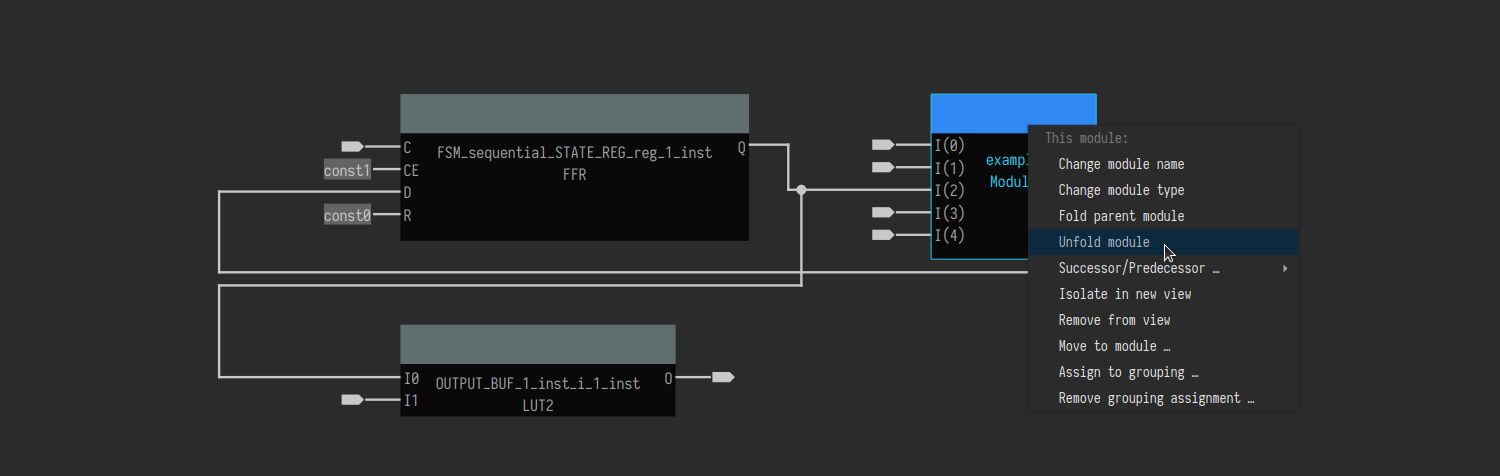 C
const1 CE
D
const0 R
FSM_sequential_STATE_REG_reg_1_inst
FFR
Q
I(0)
I(1)
I(2)
I(3)
I(4)
This module:
Change module name
Change module type
Fold parent module
Unfold module
Successor/Predecessor …
Isolate in new view
Remove from view
Move to module …
Assign to grouping …
Remove grouping assignment …
I0
I1
OUTPUT_BUF_1_inst_i_1_inst
LUT2
O